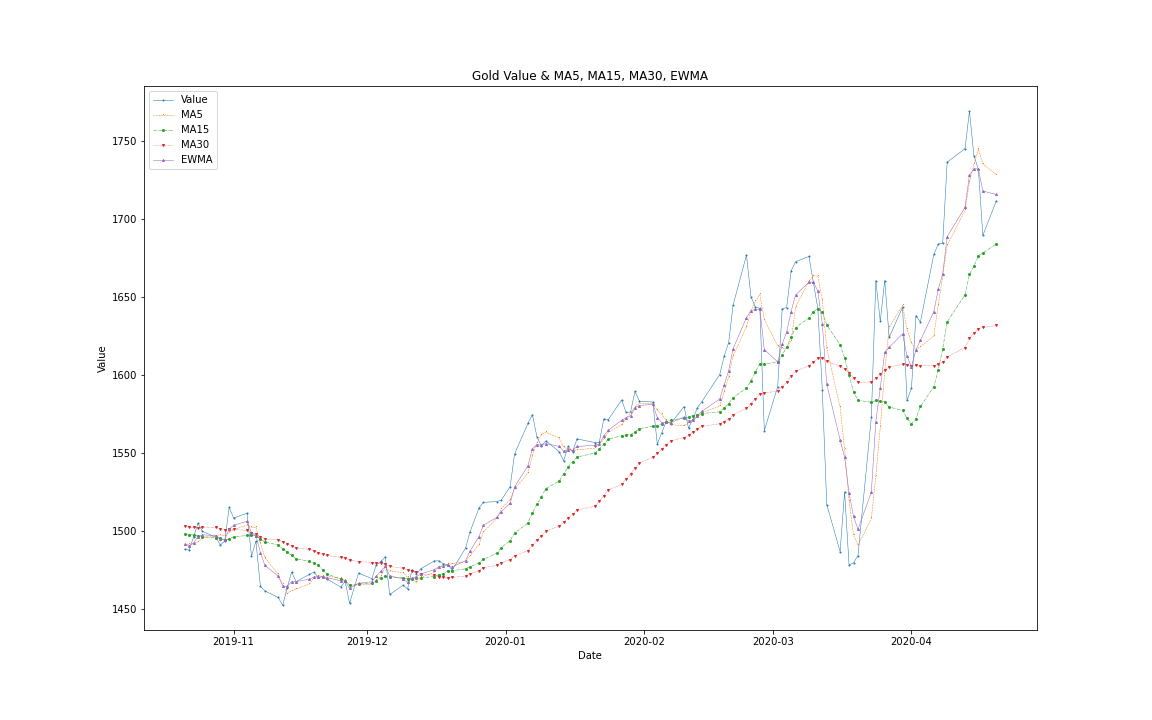 Gold Value & MA5, MA15, MA30, EWMA
Value
MA5
MA15
MA30
EWMA
1750
1700
1650
1600
1550
1500
1450
Value
2019-11
2019-12
2020-01
2020-02
2020-03
2020-04
Date